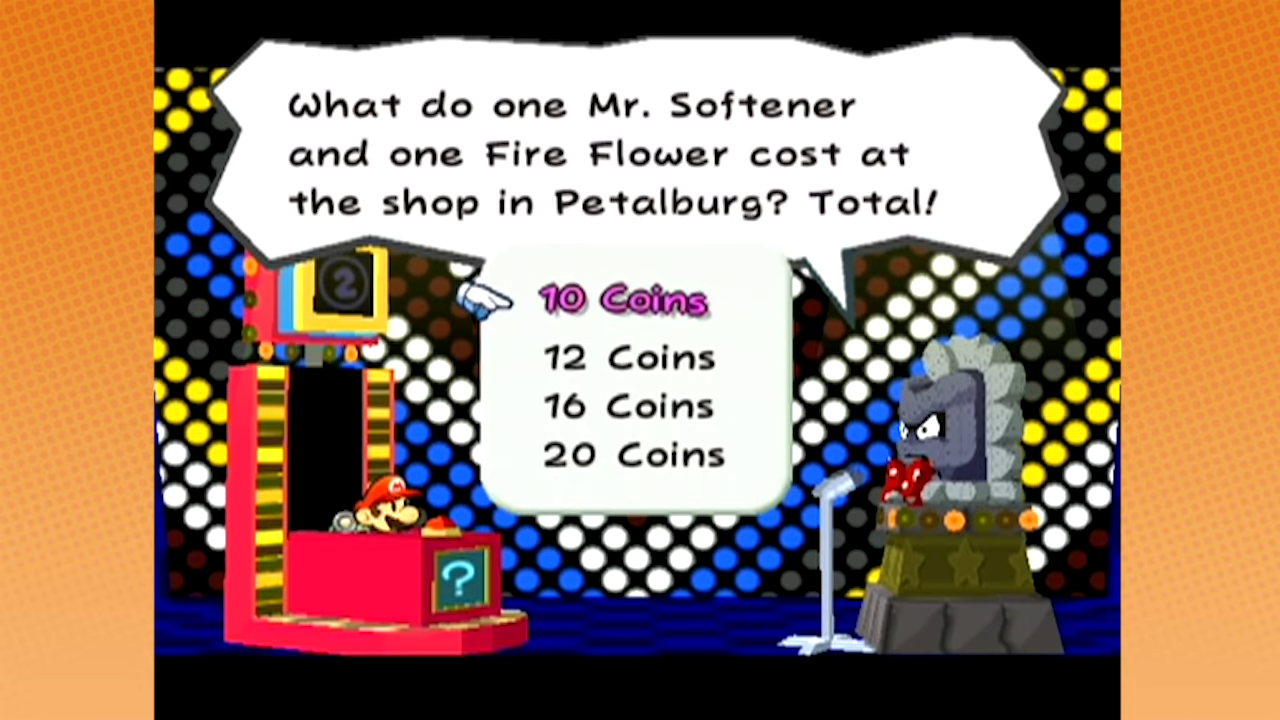 What do one Mr. Softener
and one Fire Flower cost at
the shop in Petalburg? Total!
2
10 Coins
12 Coins
16 Coins
20 Coins
M
?